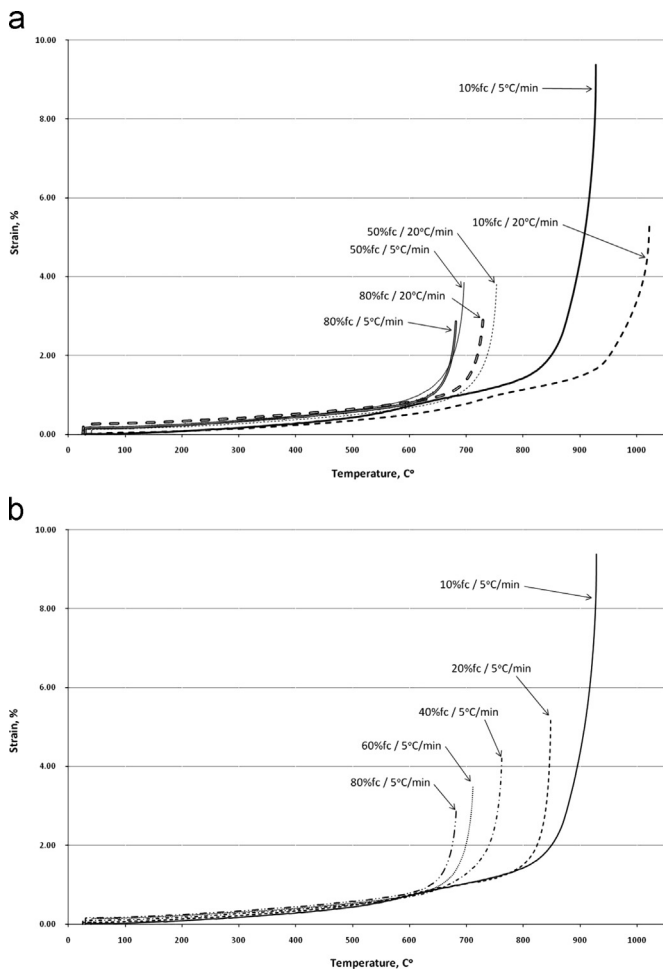 a
10.00
8.00
6.00
4.00
2.00
0.00
Strain, %
10%fc / 5°C/min
10%fc / 20°C/min
50%fc / 20°C/min
50%fc / 5°C/min
80%fc / 20°C/min
80%fc / 5°C/min
0 100 200 300 400 500 600 700 800 900 1000
Temperature, C°
b
10.00
8.00
6.00
4.00
2.00
0.00
Strain, %
10%fc / 5°C/min
20%fc / 5°C/min
40%fc / 5°C/min
60%fc / 5°C/min
80%fc / 5°C/min
0 100 200 300 400 500 600 700 800 900 1000
Temperature, C°